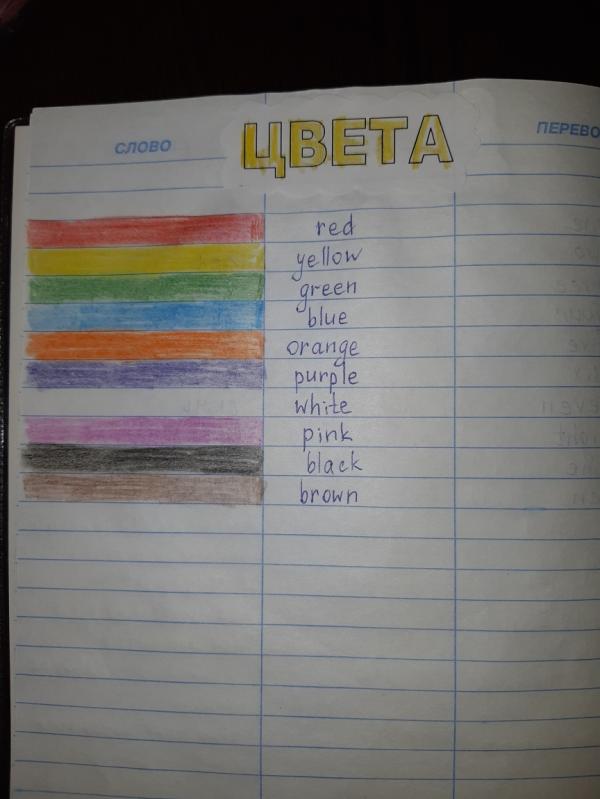 ЦВЕТА
СЛОВО
ПЕРЕВО
red
yellow
green
blue
orange
purple
white
pink
black
brown